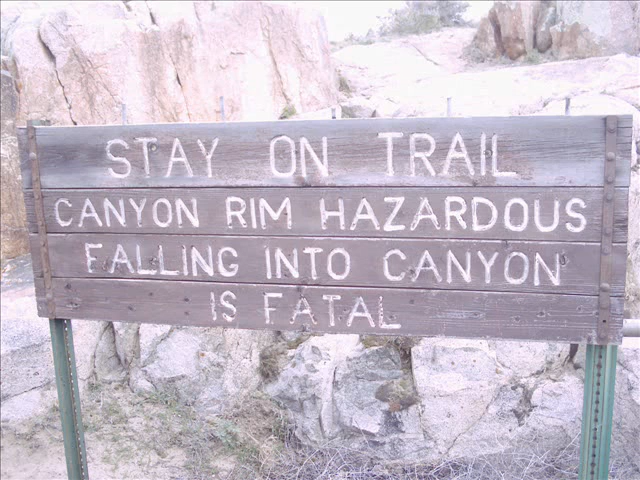 STAY ON TRAIL
CANYON RIM HAZARDOUS
FALLING INTO CANYON
IS FATAL